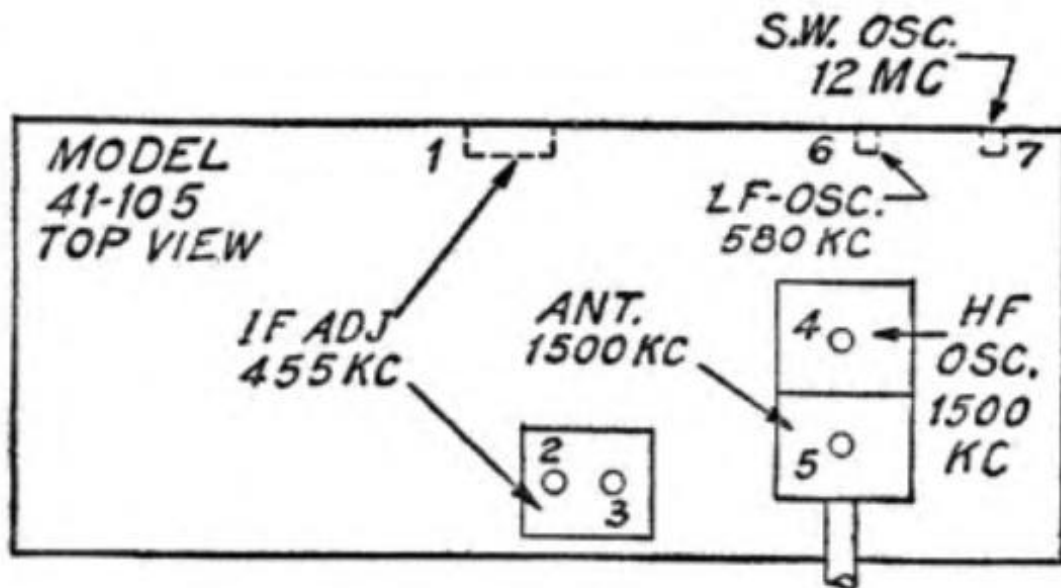 S.W. OSC.
12 MC
MODEL
41-105
TOP VIEW
1
6
7
LF-OSC.
580 KC
IF ADJ
455 KC
ANT.
1500 KC
4
HF
OSC.
1500
KC
5
2
3